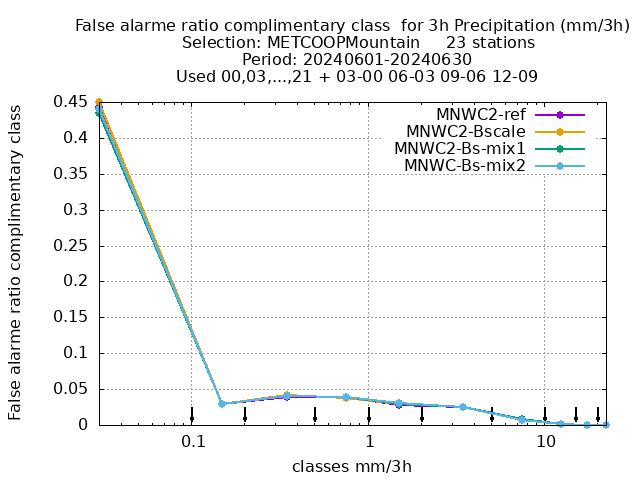 False alarme ratio complimentary class  for 3h Precipitation (mm/3h)
Selection: METCOOPMountain     23 stations
Period: 20240601-20240630
Used 00,03,...,21 + 03-00 06-03 09-06 12-09
False alarme ratio complimentary class
0.45
0.4
0.35
0.3
0.25
0.2
0.15
0.1
0.05
0
MNWC2-ref
MNWC2-Bscale
MNWC2-Bs-mix1
MNWC-Bs-mix2
0.1
1
10
classes mm/3h